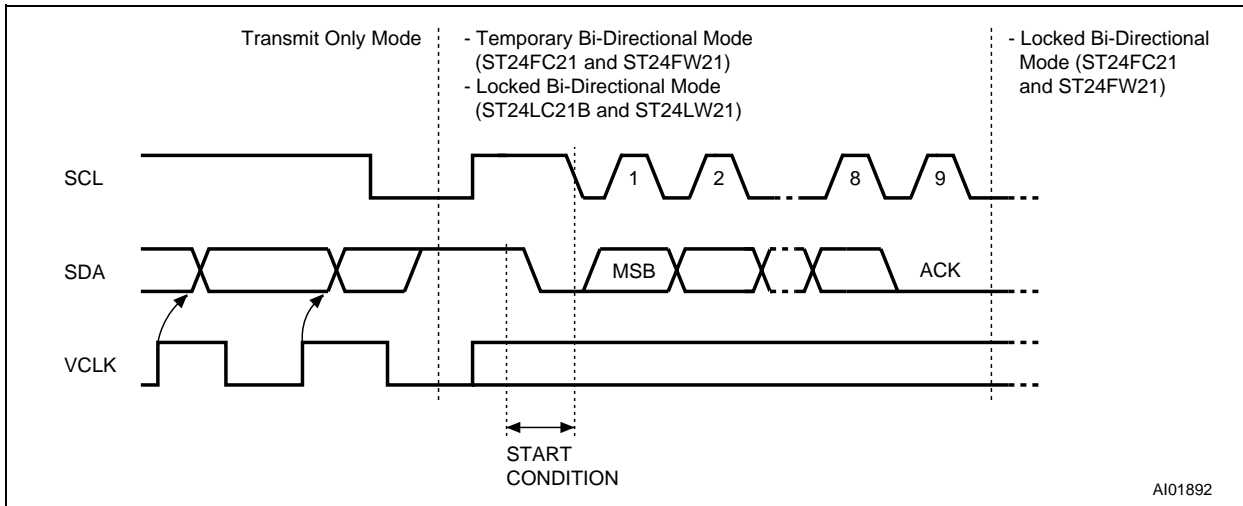 Transmit Only Mode
- Temporary Bi-Directional Mode
(ST24FC21 and ST24FW21)
- Locked Bi-Directional Mode
(ST24LC21B and ST24LW21)
- Locked Bi-Directional
Mode (ST24FC21
and ST24FW21)
SCL
1
2
8
9
SDA
MSB
ACK
VCLK
START
CONDITION
AI01892